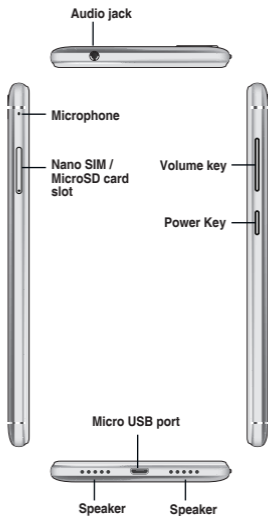 Audio jack
Microphone
Nano SIM /
MicroSD card
slot
Volume key
Power Key
Micro USB port
Speaker
Speaker